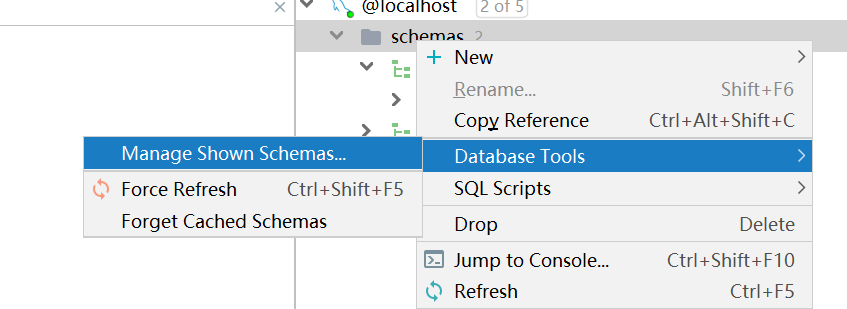 @localhost 2 of 5
schemas 2
New
Rename... Shift+F6
Copy Reference Ctrl+Alt+Shift+C
Manage Shown Schemas...
Database Tools
Force Refresh Ctrl+Shift+F5
SQL Scripts
Forget Cached Schemas
Drop Delete
Jump to Console... Ctrl+Shift+F10
Refresh Ctrl+F5